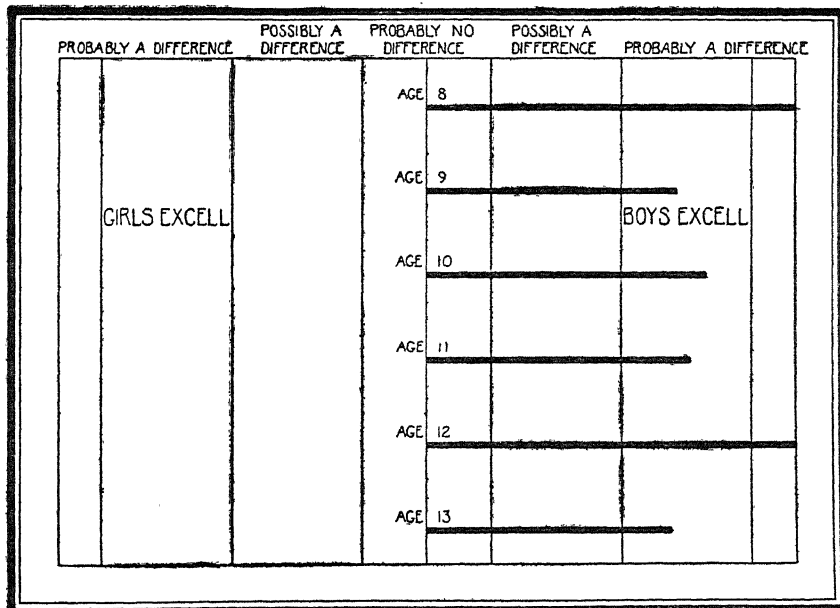 PROBABLY A DIFFERENCE
POSSIBLY A
DIFFERENCE
PROBABLY NO
DIFFERENCE
POSSIBLY A
DIFFERENCE
PROBABLY A DIFFERENCE
AGE 8
AGE 9
GIRLS EXCELL
BOYS EXCELL
AGE 10
AGE 11
AGE 12
AGE 13